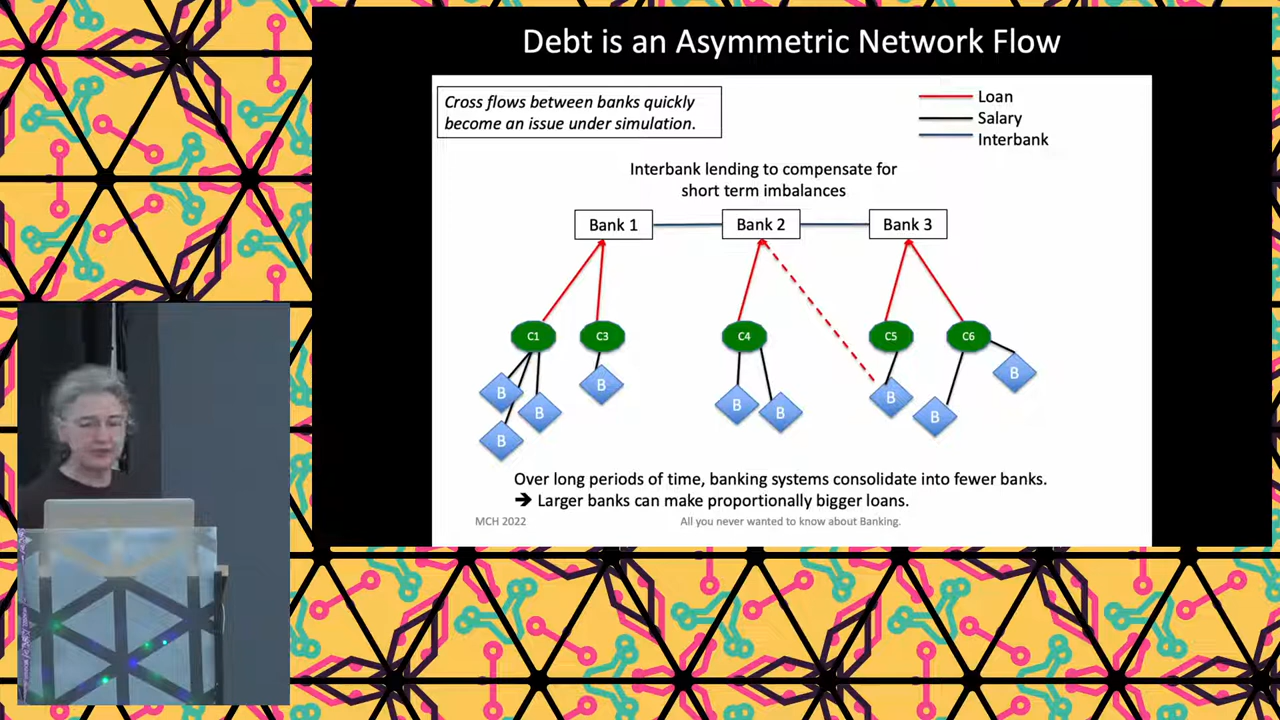 Debt is an Asymmetric Network Flow
Cross flows between banks quickly
become an issue under simulation.
Loan
Salary
Interbank
Interbank lending to compensate for
short term imbalances
Bank 1
Bank 2
Bank 3
C1
C3
C4
C5
C6
B
B
B
B
B
B
B
B
B
Over long periods of time, banking systems consolidate into fewer banks.
➔ Larger banks can make proportionally bigger loans.
MCH 2022
All you never wanted to know about Banking.